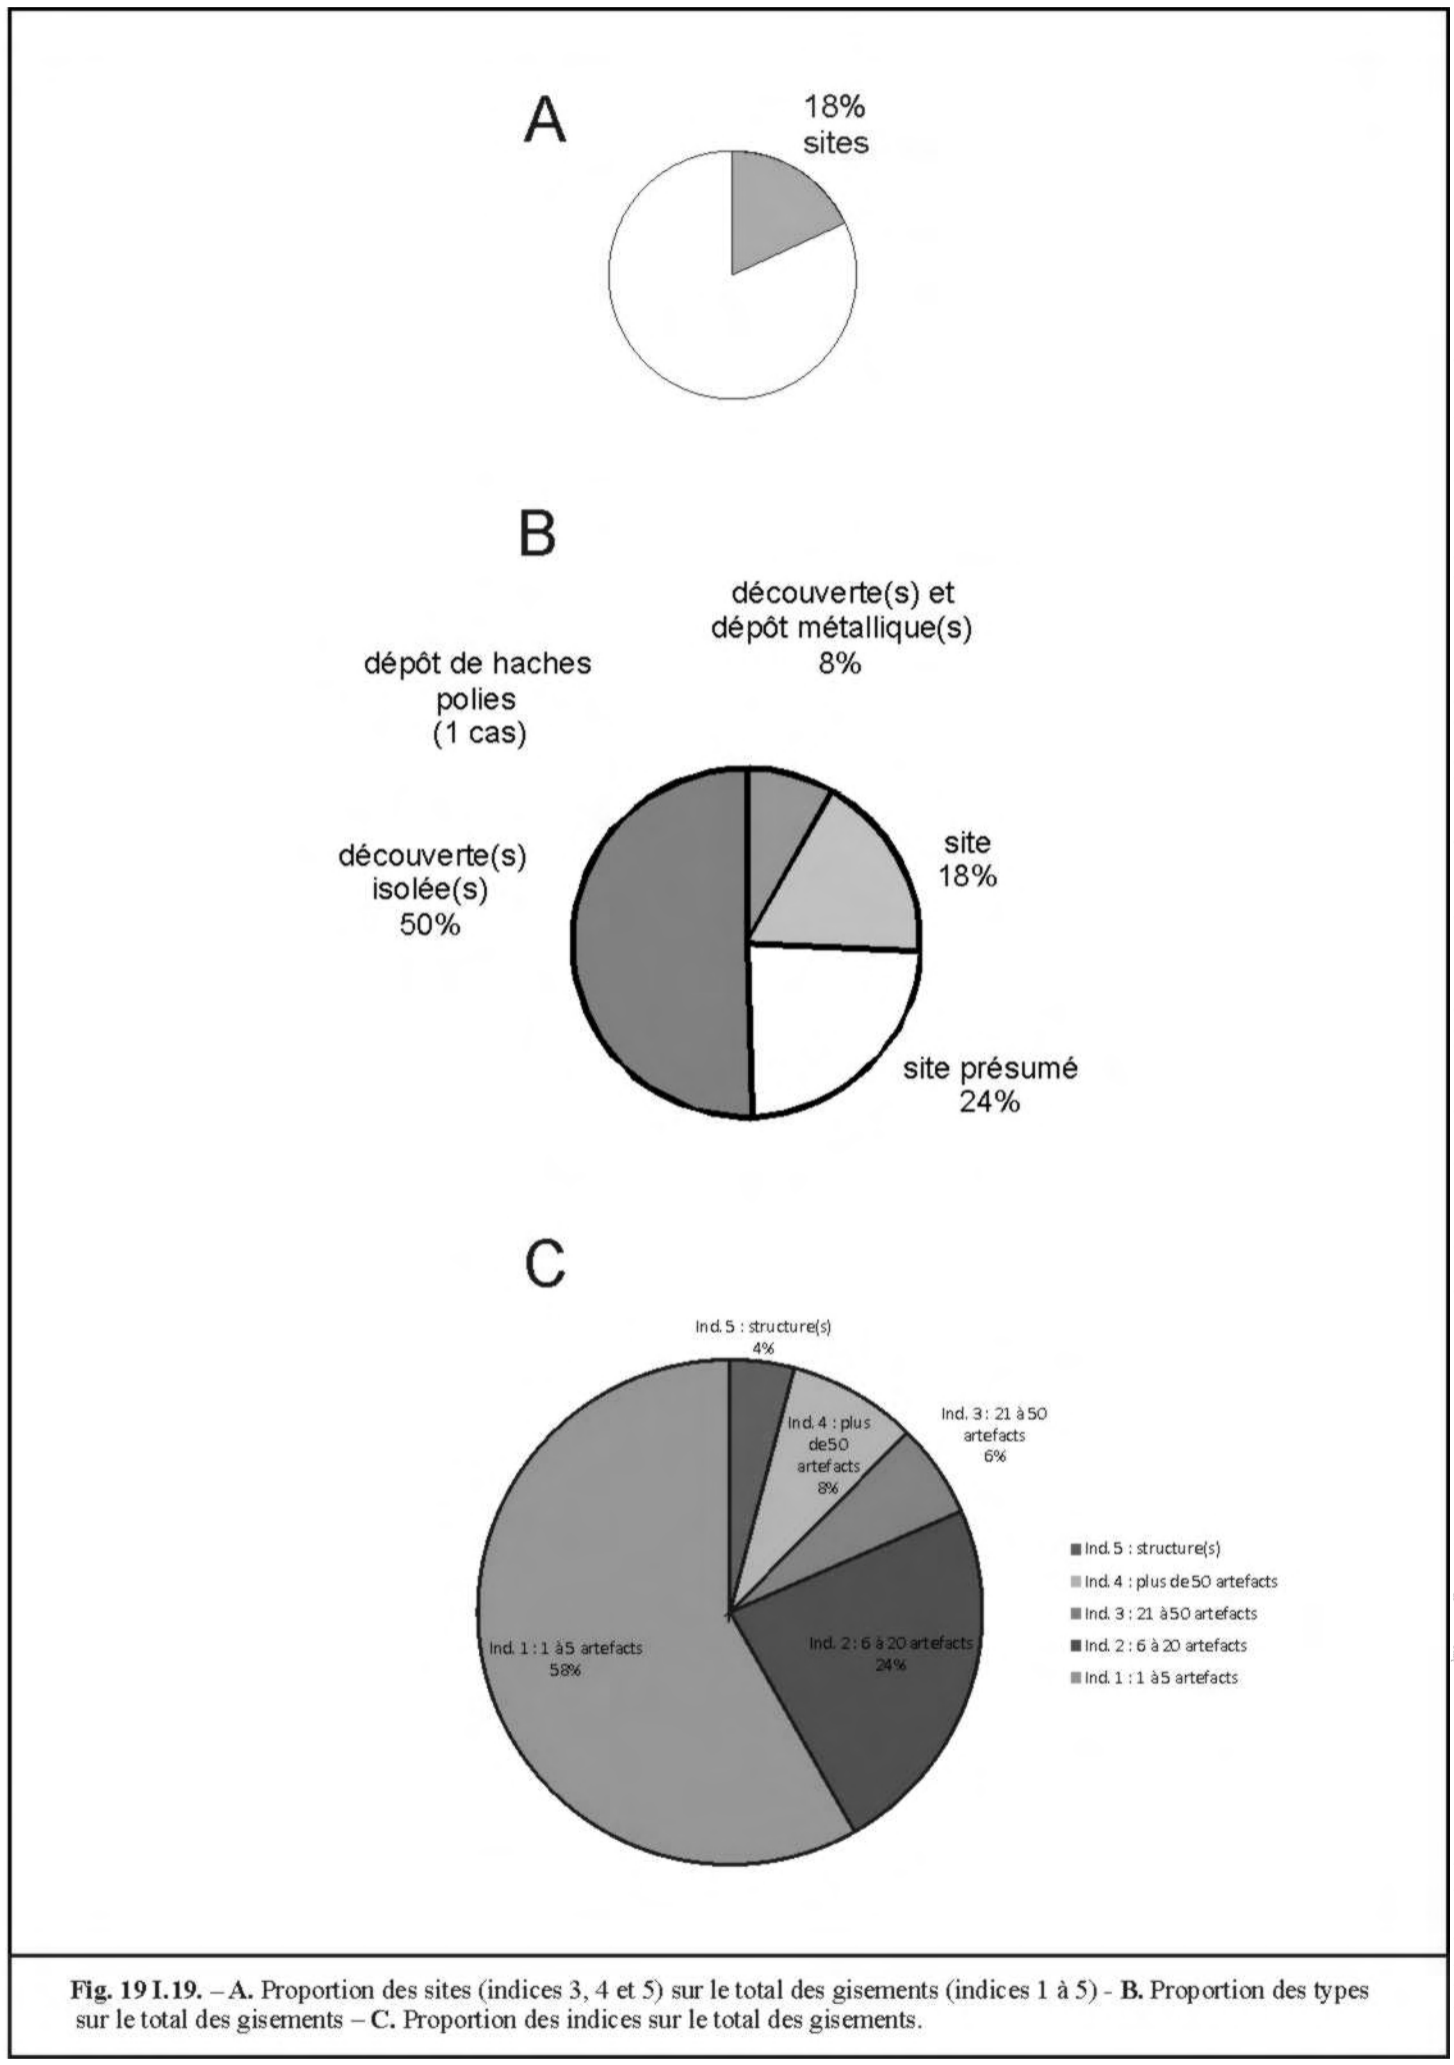 A
18%
sites
B
découverte(s) et
dépôt métallique(s)
8%
dépôt de haches
polies
(1 cas)
découverte(s)
isolée(s)
50%
site
18%
site présumé
24%
C
Ind. 5 : structure(s)
4%
Ind. 4 : plus
de 50
artefacts
8%
Ind. 3 : 21 à 50
artefacts
6%
Ind. 1 : 1 à 5 artefacts
58%
Ind. 2 : 6 à 20 artefacts
24%
Ind. 5 : structure(s)
Ind. 4 : plus de 50 artefacts
Ind. 3 : 21 à 50 artefacts
Ind. 2 : 6 à 20 artefacts
Ind. 1 : 1 à 5 artefacts
Fig. 19 I.19. – A. Proportion des sites (indices 3, 4 et 5) sur le total des gisements (indices 1 à 5) - B. Proportion des types
sur le total des gisements – C. Proportion des indices sur le total des gisements.